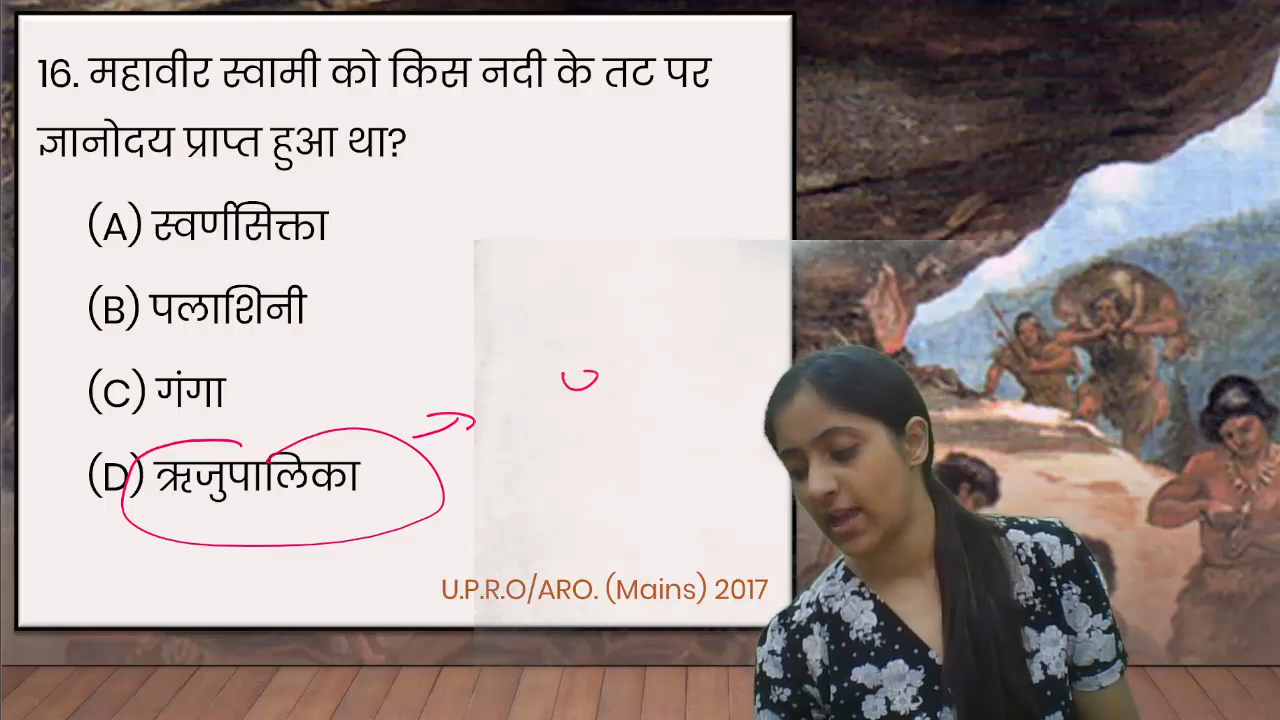 16. महावीर स्वामी को किस नदी के तट पर
ज्ञानोदय प्राप्त हुआ था?
(A) स्वर्णसिक्ता
(B) पलाशिनी
(C) गंगा
(D) ऋजुपालिका
U.P.R.O/ARO. (Mains) 2017